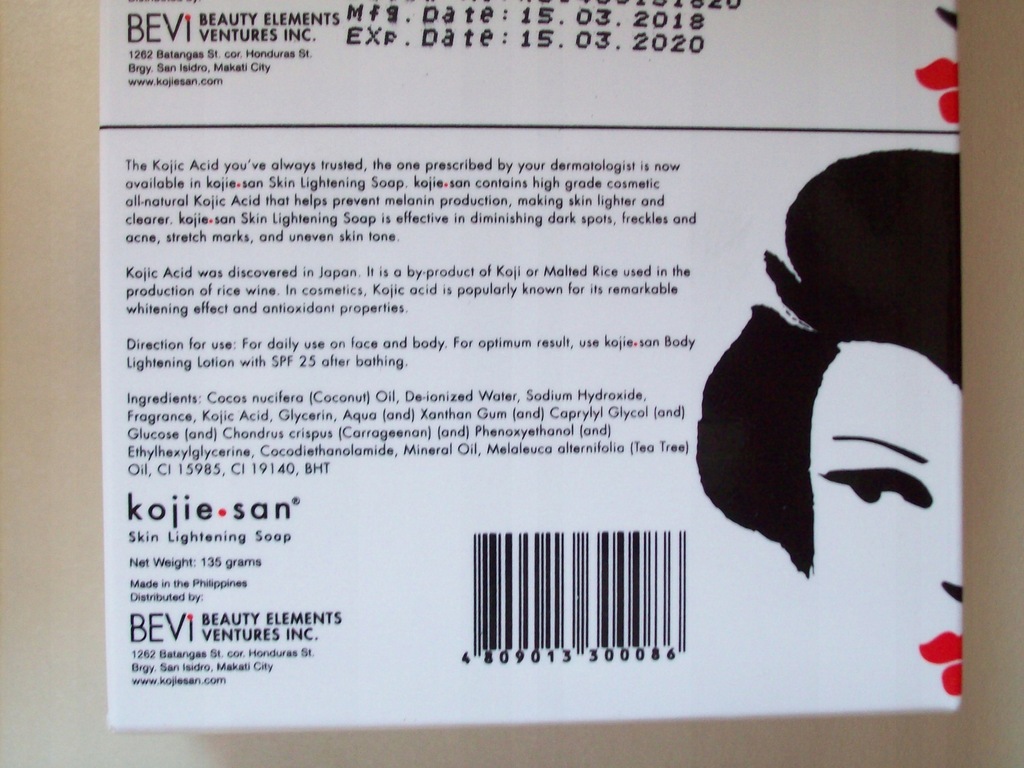 BEVi BEAUTY ELEMENTS
VENTURES INC.
Mfg. Date: 15. 03. 2018
EXP. Date: 15. 03. 2020
1262 Batangas St. cor. Honduras St.
Brgy. San Isidro, Makati City
www.kojiesan.com
The Kojic Acid you've always trusted, the one prescribed by your dermatologist is now
available in kojie•san Skin Lightening Soap. kojie•san contains high grade cosmetic
all-natural Kojic Acid that helps prevent melanin production, making skin lighter and
clearer. kojie•san Skin Lightening Soap is effective in diminishing dark spots, freckles and
acne, stretch marks, and uneven skin tone.
Kojic Acid was discovered in Japan. It is a by-product of Koji or Malted Rice used in the
production of rice wine. In cosmetics, Kojic acid is popularly known for its remarkable
whitening effect and antioxidant properties.
Direction for use: For daily use on face and body. For optimum result, use kojie•san Body
Lightening Lotion with SPF 25 after bathing.
Ingredients: Cocos nucifera (Coconut) Oil, De-ionized Water, Sodium Hydroxide,
Fragrance, Kojic Acid, Glycerin, Aqua (and) Xanthan Gum (and) Caprylyl Glycol (and)
Glucose (and) Chondrus crispus (Carrageenan) (and) Phenoxyethanol (and)
Ethylhexylglycerine, Cocodiethanolamide, Mineral Oil, Melaleuca alternifolia (Tea Tree)
Oil, CI 15985, CI 19140, BHT
kojie•san®
Skin Lightening Soap
Net Weight: 135 grams
Made in the Philippines
Distributed by:
BEVi BEAUTY ELEMENTS
VENTURES INC.
1262 Batangas St. cor. Honduras St.
Brgy. San Isidro, Makati City
www.kojiesan.com
4 809013 300086